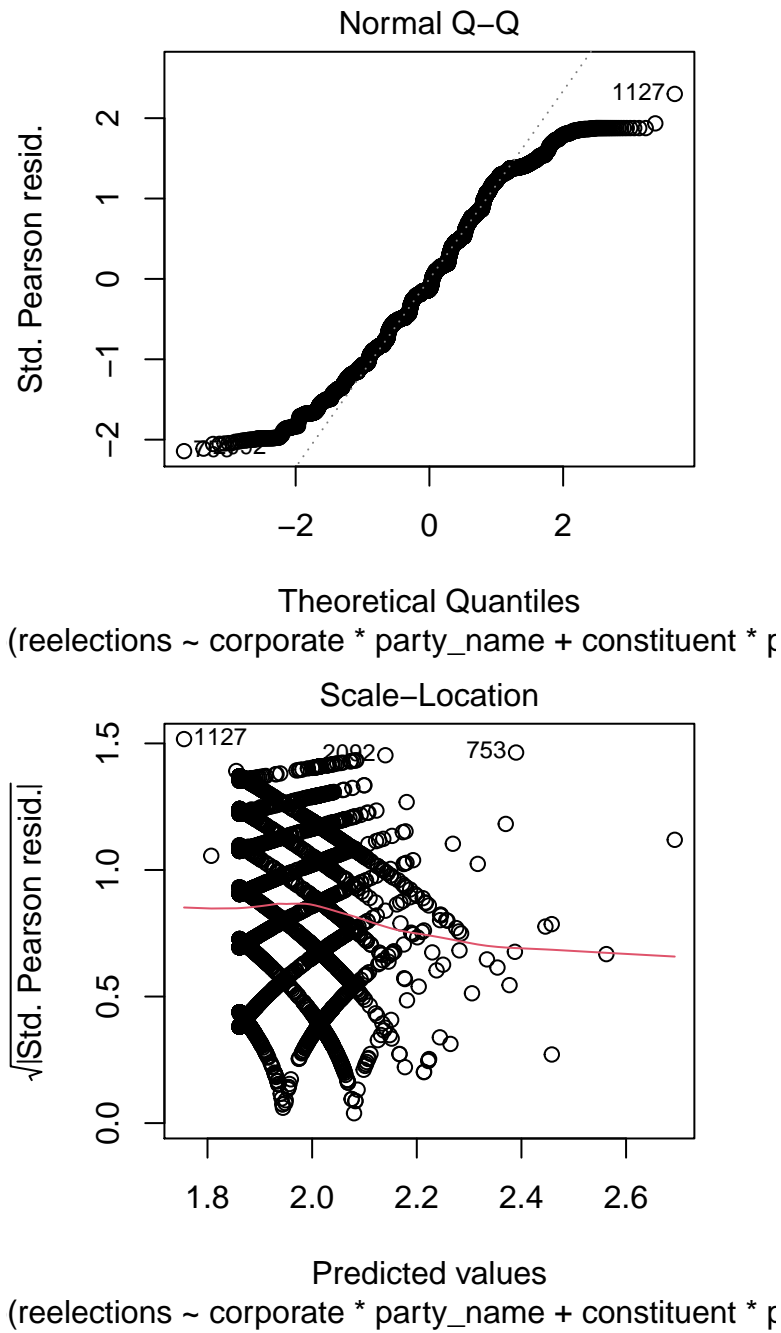 Normal Q−Q
Std. Pearson resid.
2
1
0
−1
−2
1127
−2 0 2
Theoretical Quantiles
(reelections ~ corporate * party_name + constituent * p
Scale−Location
√|Std. Pearson resid.|
1.5
1.0
0.5
0.0
1127
2092
753
1.8 2.0 2.2 2.4 2.6
Predicted values
(reelections ~ corporate * party_name + constituent * p